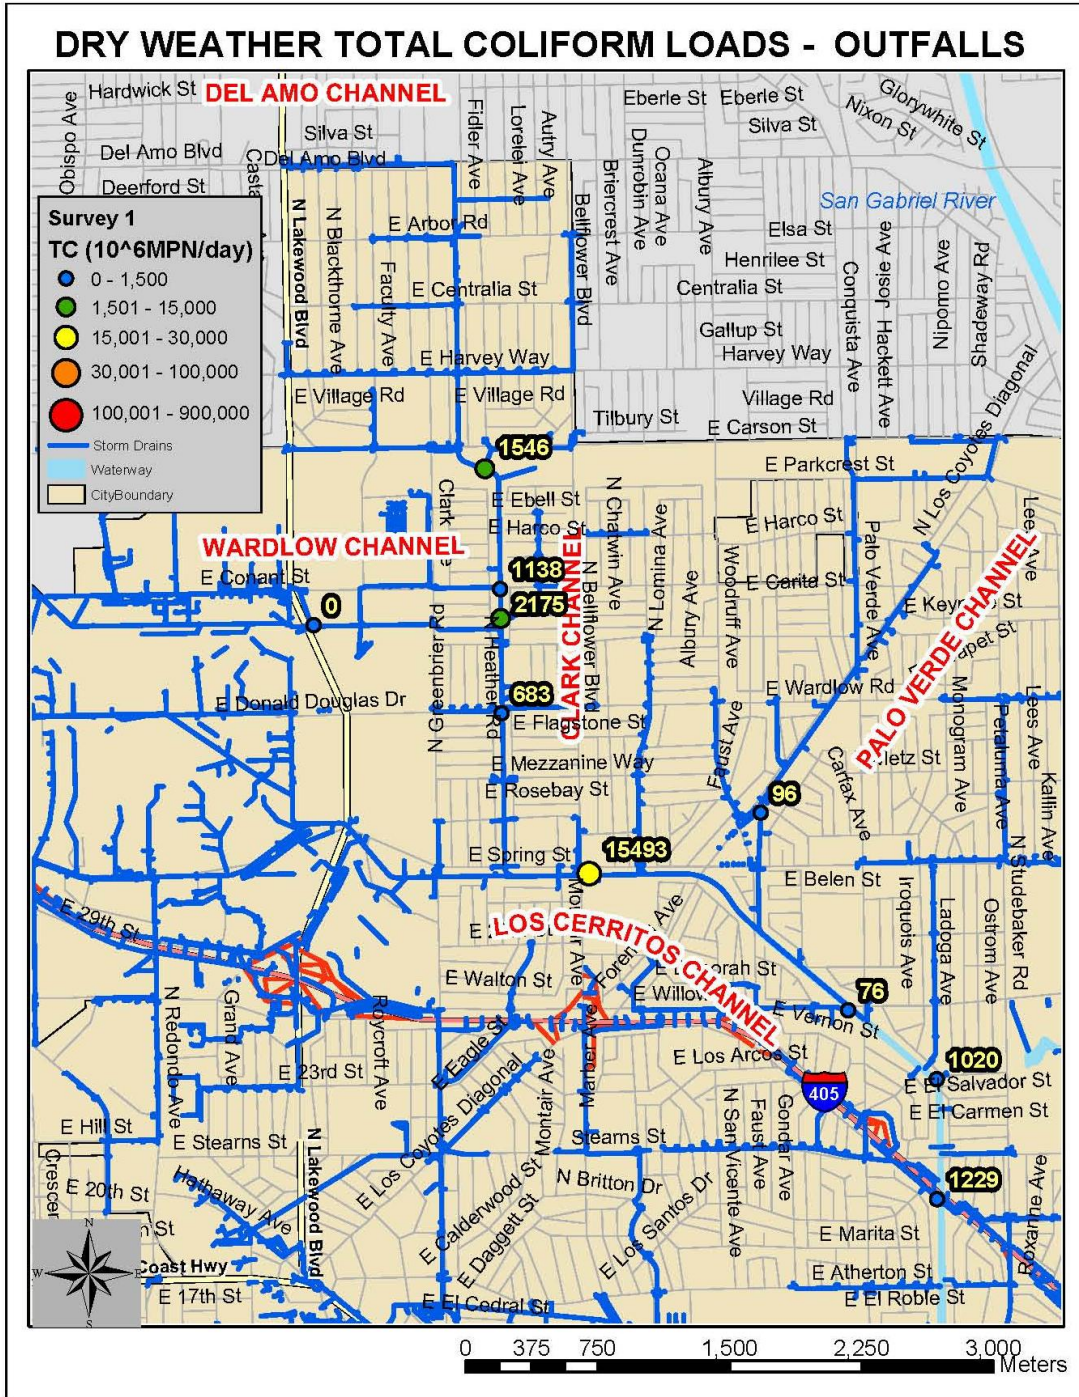 DRY WEATHER TOTAL COLIFORM LOADS - OUTFALLS
Hardwick St
DEL AMO CHANNEL
Eberle St
Eberle St
Glorywhite St
Nixon St
Silva St
Silva St
Obispo Ave
Fidler Ave
Loreler Ave
Autry Ave
Dunrobin Ave
Ocana Ave
Briercrest Ave
Albury Ave
Del Amo Blvd
Del Amo Blvd
Deerford St
San Gabriel River
Survey 1
TC (10^6MPN/day)
0 - 1,500
1,501 - 15,000
15,001 - 30,000
30,001 - 100,000
100,001 - 900,000
Storm Drains
Waterway
CityBoundary
N Lakewood Blvd
N Blackthorne Ave
Faculty Ave
E Arbor Rd
Bellflower Blvd
Elsa St
Henrilee St
E Centralia St
Centralia St
Conquista Ave
Josie Ave
Hackett Ave
Nipomo Ave
Shadeway Rd
Gallup St
Harvey Way
E Harvey Way
E Village Rd
E Village Rd
Village Rd
Tilbury St
E Carson St
N Los Coyotes Diagonal
1546
E Parkcrest St
Clark
E Ebell St
E Harco St
E Harco St
N Chatwin Ave
N Lomina Ave
Woodruff Ave
Palo Verde Ave
WARDLOW CHANNEL
E Conant St
1138
E Carita St
0
2175
CLARK CHANNEL
N Bellflower Blvd
Albury Ave
PALO VERDE CHANNEL
N Greenbrier Rd
N Heather Rd
E Donald Douglas Dr
683
E Flagstone St
E Wardlow Rd
Faust Ave
Monogram Ave
Petaluma Ave
Lees Ave
Kallin Ave
E Mezzanine Way
E Rosebay St
Carfax Ave
96
15493
E Spring St
E Belen St
N Studebaker Rd
Iroquois Ave
Ladoga Ave
Ostrom Ave
E 29th St
LOS CERRITOS CHANNEL
E Walton St
E Willow
76
E Vernon St
N Redondo Ave
Grand Ave
Roycroft Ave
E Eagle St
E 23rd St
E Los Arcos St
405
1020
E El Salvador St
E El Carmen St
E Hill St
E Stearns St
N Lakewood Blvd
E Los Coyotes Diagonal
Montair Ave
Stearns St
N San Vicente Ave
Faust Ave
Gondar Ave
E 20th St
Hathaway Ave
N Britton Dr
E Los Santos Dr
1229
E Calderwood St
E Daggett St
E Marita St
Roxanne Ave
N
W
E
S
Coast Hwy
E 17th St
E Atherton St
E El Cedral St
E El Roble St
0 375 750 1,500 2,250 3,000
Meters